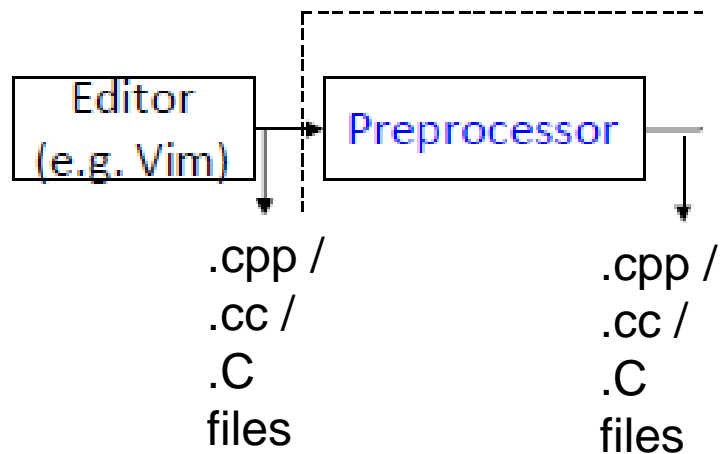 Editor
(e.g. Vim)
Preprocessor
.cpp /
.cc /
.C
files
.cpp /
.cc /
.C
files